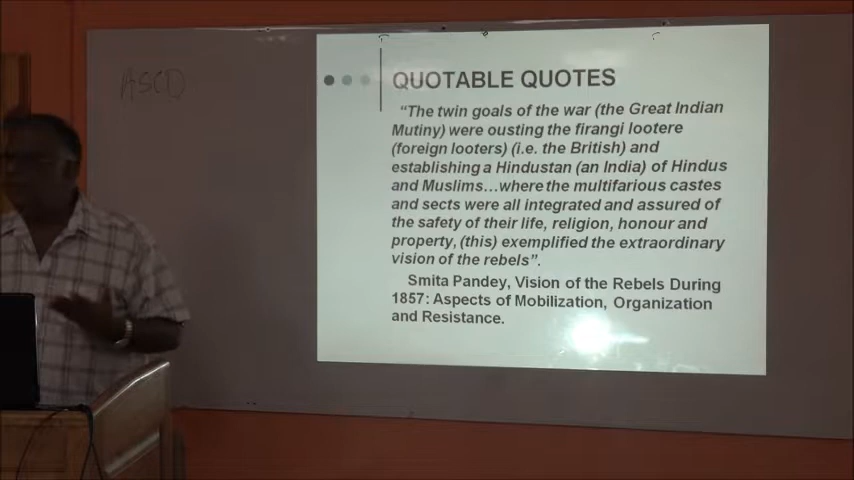 ASCD
QUOTABLE QUOTES
“The twin goals of the war (the Great Indian
Mutiny) were ousting the firangi lootere
(foreign looters) (i.e. the British) and
establishing a Hindustan (an India) of Hindus
and Muslims...where the multifarious castes
and sects were all integrated and assured of
the safety of their life, religion, honour and
property, (this) exemplified the extraordinary
vision of the rebels”.
Smita Pandey, Vision of the Rebels During
1857: Aspects of Mobilization, Organization
and Resistance.